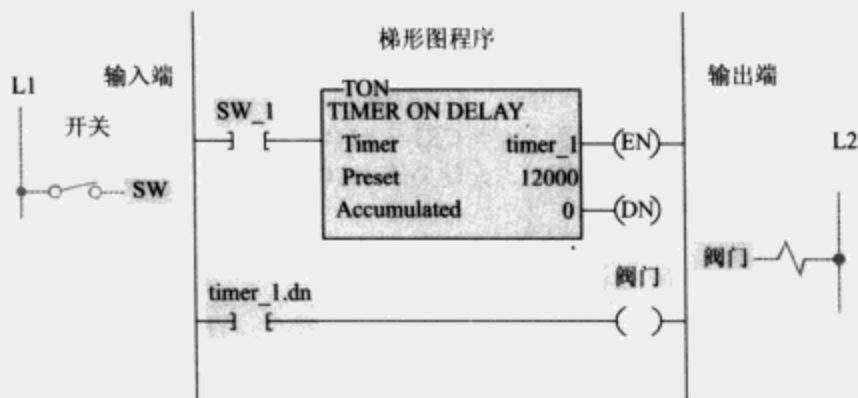 梯形图程序
L1
输入端
输出端
开关
SW_1
TON
TIMER ON DELAY
Timer timer_1
EN
L2
Preset 12000
SW
Accumulated 0
DN
阀门
阀门
timer_1.dn